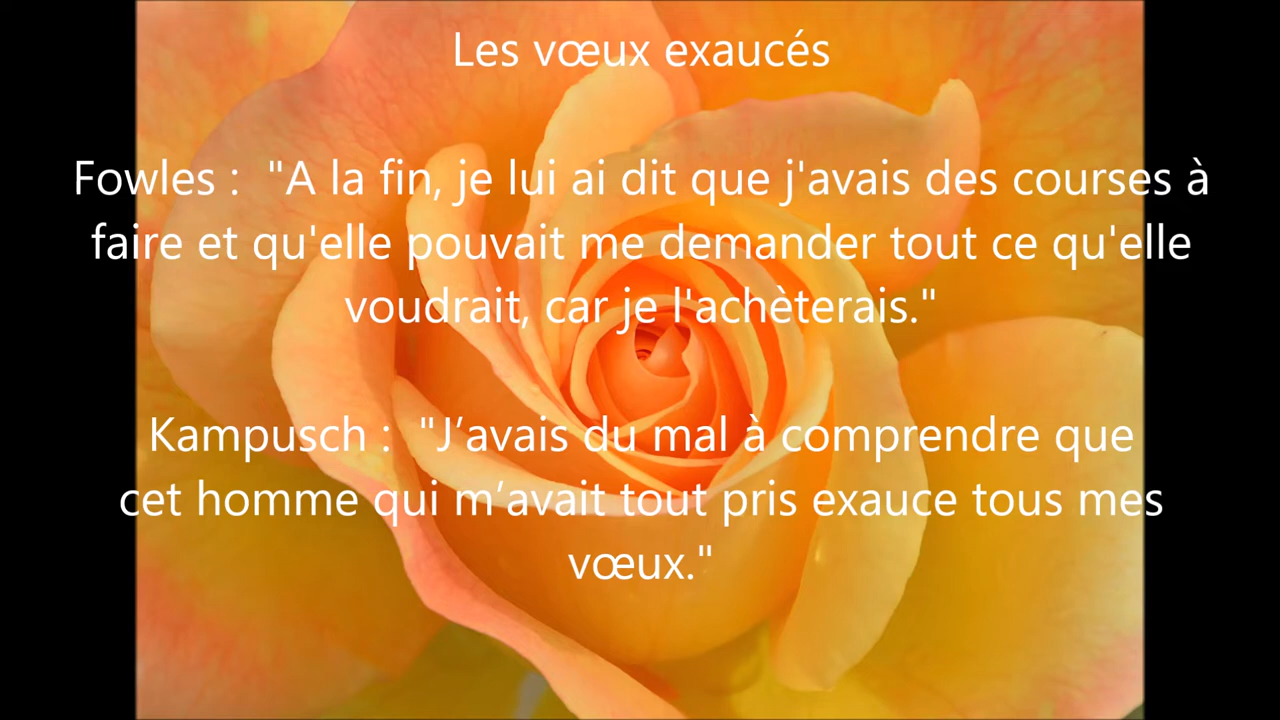 Les vœux exaucés
Fowles :  "A la fin, je lui ai dit que j'avais des courses à
faire et qu'elle pouvait me demander tout ce qu'elle
voudrait, car je l'achèterais."
Kampusch :  "J’avais du mal à comprendre que
cet homme qui m’avait tout pris exauce tous mes
vœux."